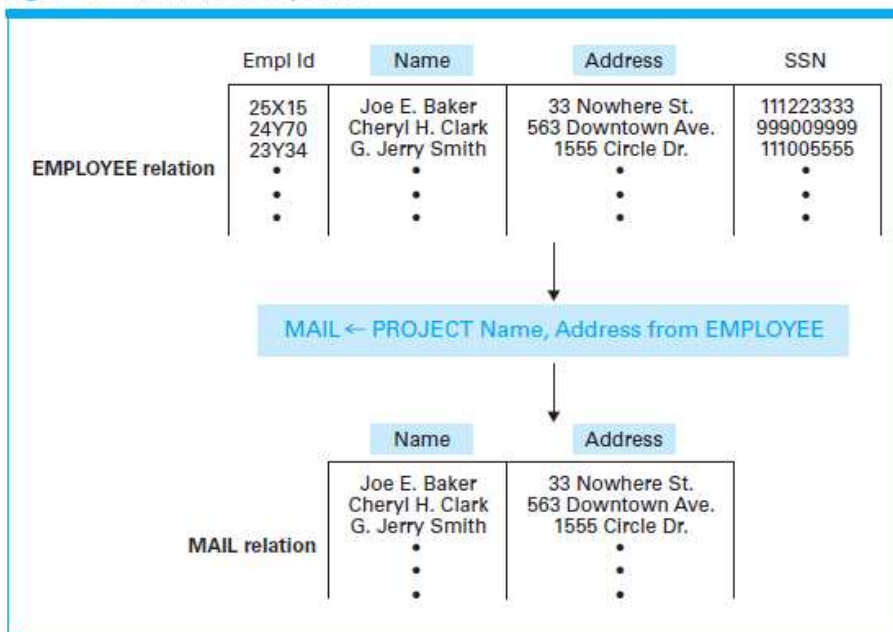 Empl Id Name Address SSN
25X15 Joe E. Baker 33 Nowhere St. 111223333
24Y70 Cheryl H. Clark 563 Downtown Ave. 999009999
23Y34 G. Jerry Smith 1555 Circle Dr. 111005555
EMPLOYEE relation
MAIL ← PROJECT Name, Address from EMPLOYEE
Name Address
Joe E. Baker 33 Nowhere St.
Cheryl H. Clark 563 Downtown Ave.
G. Jerry Smith 1555 Circle Dr.
MAIL relation